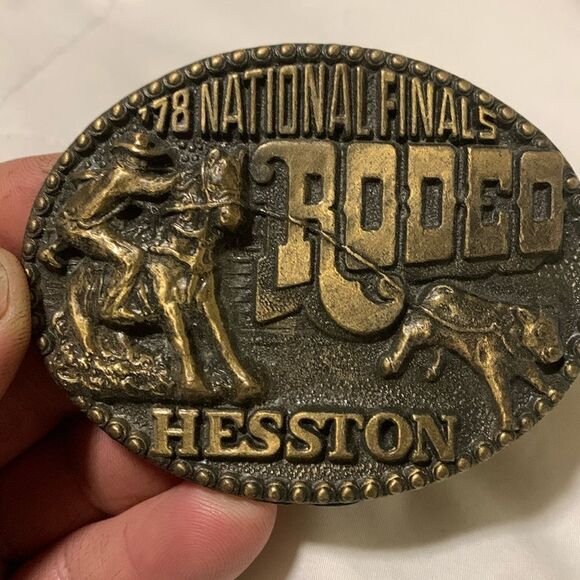 '78 NATIONAL FINALS
RODEO
HESSTON